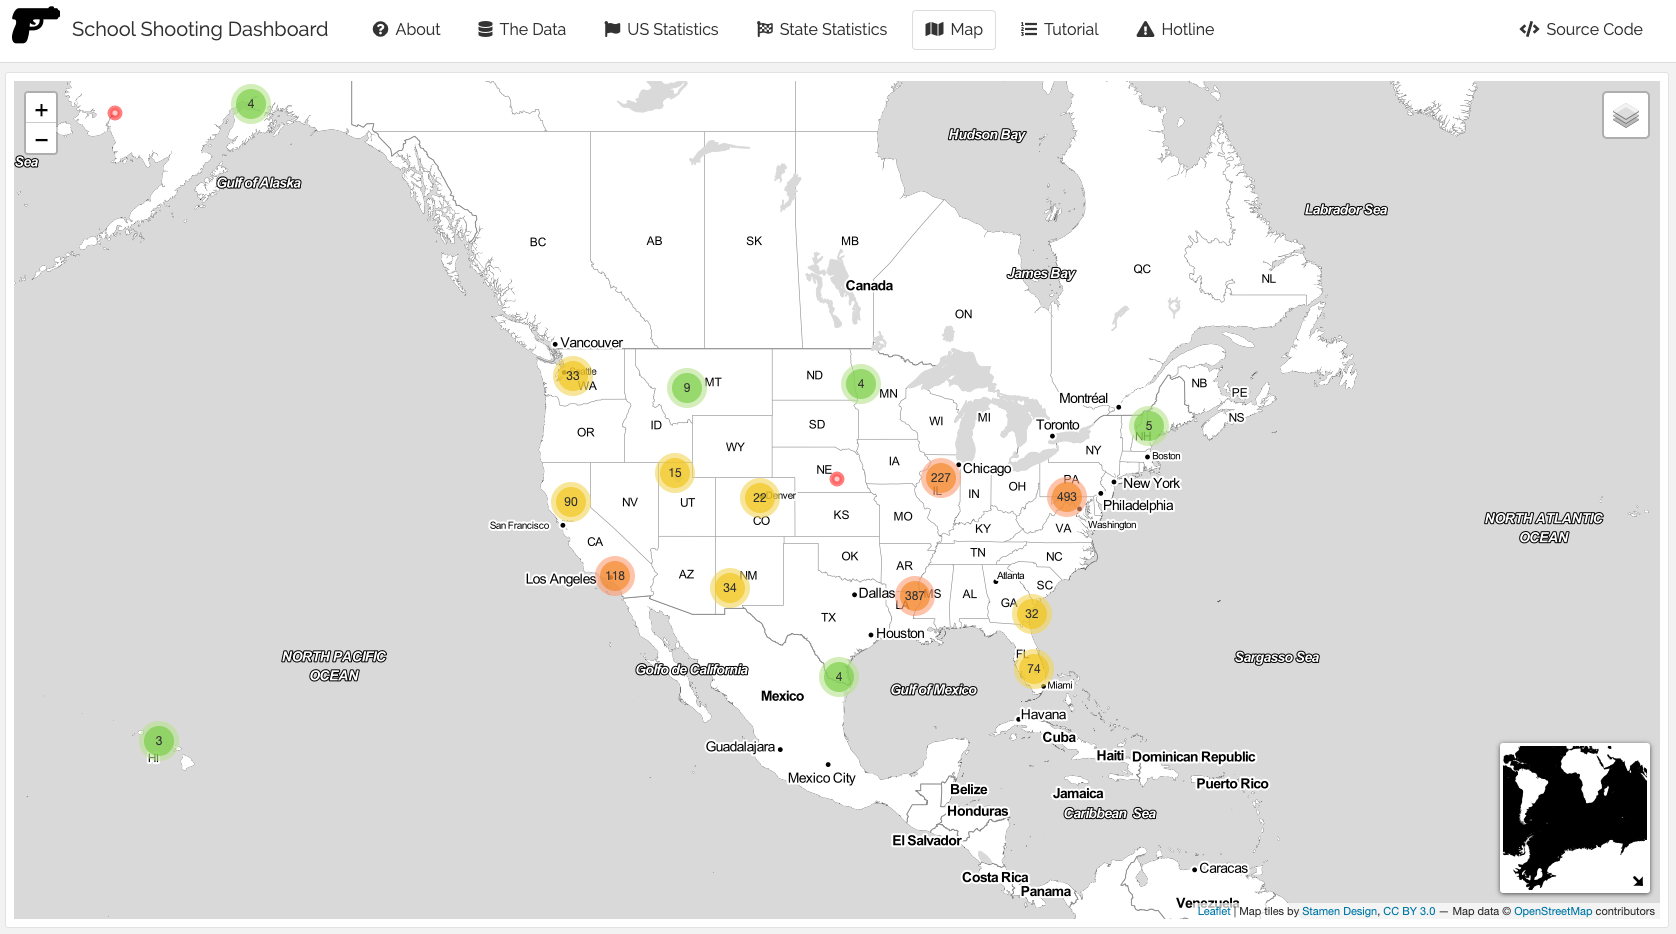 School Shooting Dashboard
About
The Data
US Statistics
State Statistics
Map
Tutorial
Hotline
Source Code
+
−
4
Sea
Gulf of Alaska
Hudson Bay
Labrador Sea
BC
AB
SK
MB
QC
NL
James Bay
Canada
ON
Vancouver
33
Seattle
WA
9
MT
ND
4
MN
NB
PE
NS
Montréal
Toronto
5
NH
OR
ID
SD
WI
MI
NY
WY
Boston
15
NE
IA
227
IL
Chicago
PA
493
New York
Philadelphia
90
NV
UT
22
Denver
CO
KS
MO
IN
OH
KY
VA
Washington
San Francisco
CA
OK
AR
TN
NC
NORTH ATLANTIC
OCEAN
Los Angeles
118
AZ
34
NM
Dallas
387
LA
MS
AL
Atlanta
GA
SC
32
TX
Houston
FL
74
Miami
NORTH PACIFIC
OCEAN
Golfo de California
4
Mexico
Gulf of Mexico
Sargasso Sea
3
HI
Guadalajara
Mexico City
Havana
Cuba
Haiti
Dominican Republic
Puerto Rico
Belize
Jamaica
Honduras
Caribbean Sea
El Salvador
Costa Rica
Panama
Caracas
Venezuela
Leaflet | Map tiles by Stamen Design, CC BY 3.0 — Map data © OpenStreetMap contributors